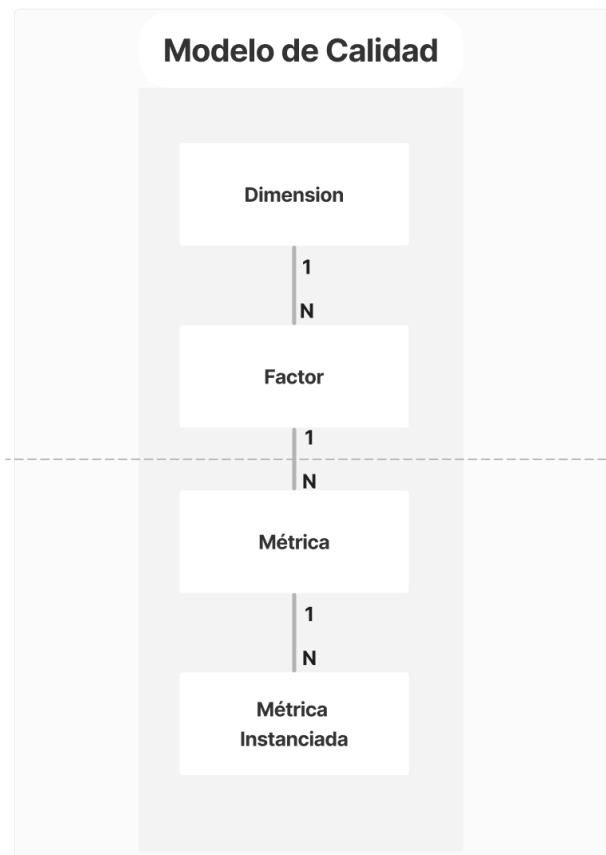 Modelo de Calidad
Dimension
1
N
Factor
1
N
Métrica
1
N
Métrica
Instanciada